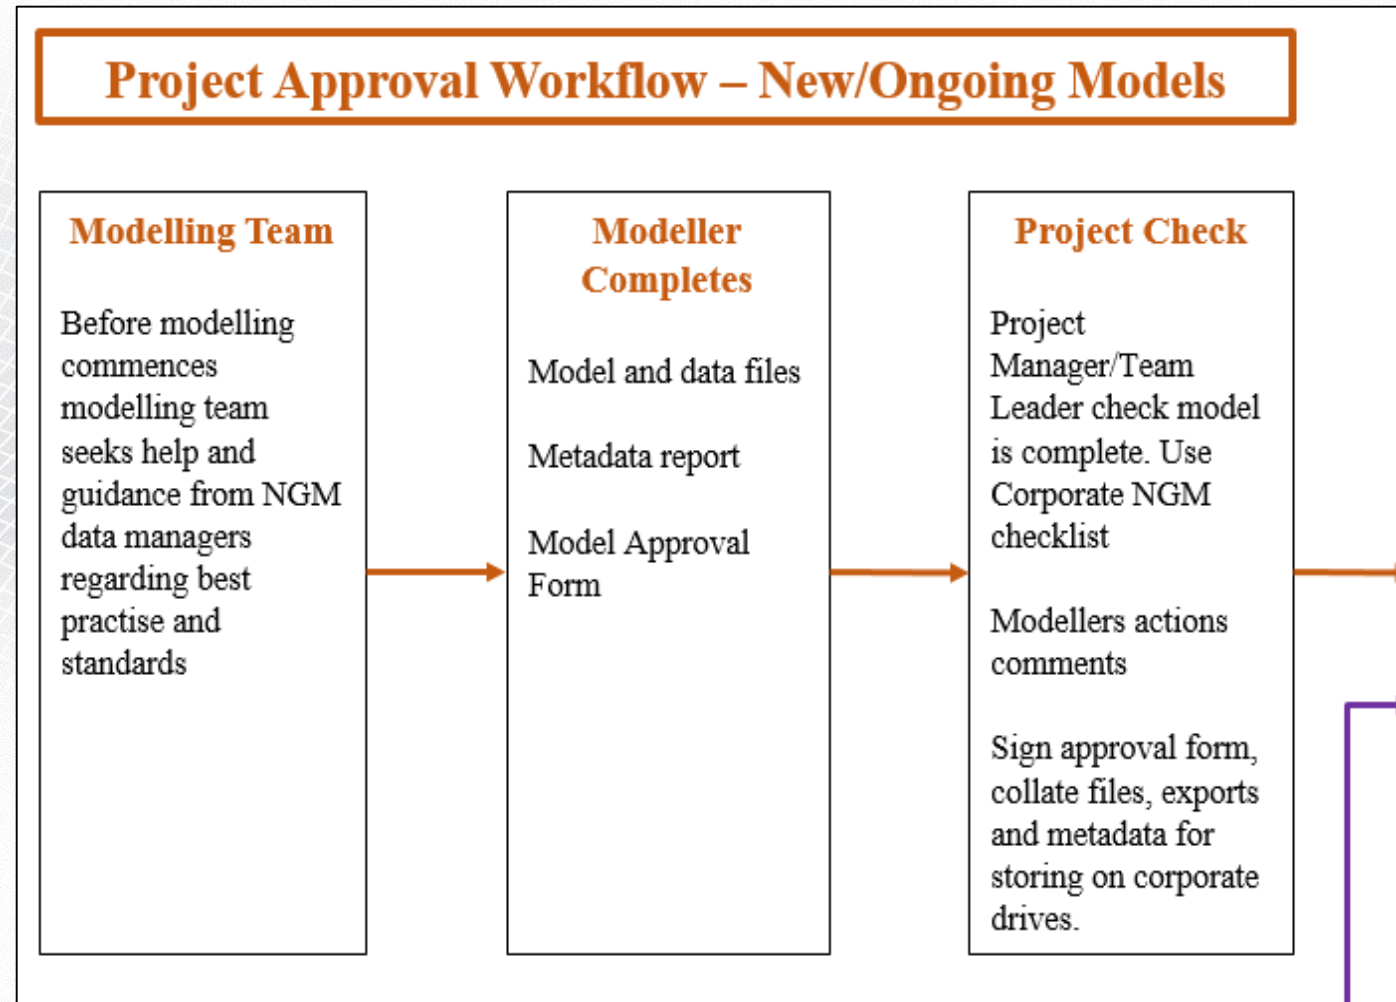 Project Approval Workflow – New/Ongoing Models
Modelling Team
Before modelling
commences
modelling team
seeks help and
guidance from NGM
data managers
regarding best
practise and
standards
Modeller
Completes
Model and data files
Metadata report
Model Approval
Form
Project Check
Project
Manager/Team
Leader check model
is complete. Use
Corporate NGM
checklist
Modellers actions
comments
Sign approval form,
collate files, exports
and metadata for
storing on corporate
drives.